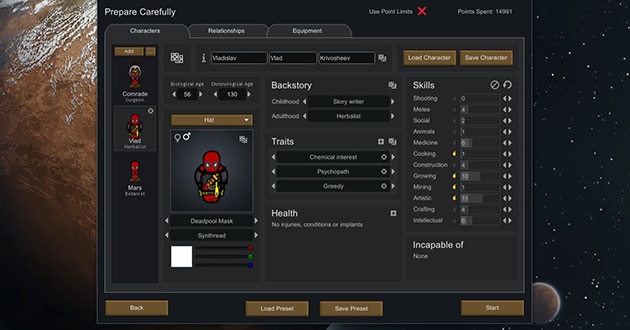 Prepare Carefully
Use Point Limits
Points Spent: 14991
Characters
Relationships
Equipment
Add
...
Comrade
Surgeon
Vlad
Herbalist
Mars
Botanist
Vladislav
Vlad
Krivosheev
Load Character
Save Character
Biological Age
Chronological Age
56
130
Hat
Deadpool Mask
Synthread
Backstory
Childhood
Story writer
Adulthood
Herbalist
Traits
Chemical interest
Psychopath
Greedy
Health
No injuries, conditions or implants
Skills
Shooting 0
Melee 4
Social 2
Animals 1
Medicine 6
Cooking 1
Construction 4
Growing 10
Mining 1
Artistic 11
Crafting 4
Intellectual 6
Incapable of
None
Back
Load Preset
Save Preset
Start